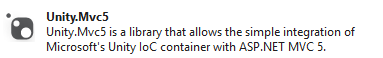 Unity.Mvc5
Unity.Mvc5 is a library that allows the simple integration of
Microsoft's Unity IoC container with ASP.NET MVC 5.